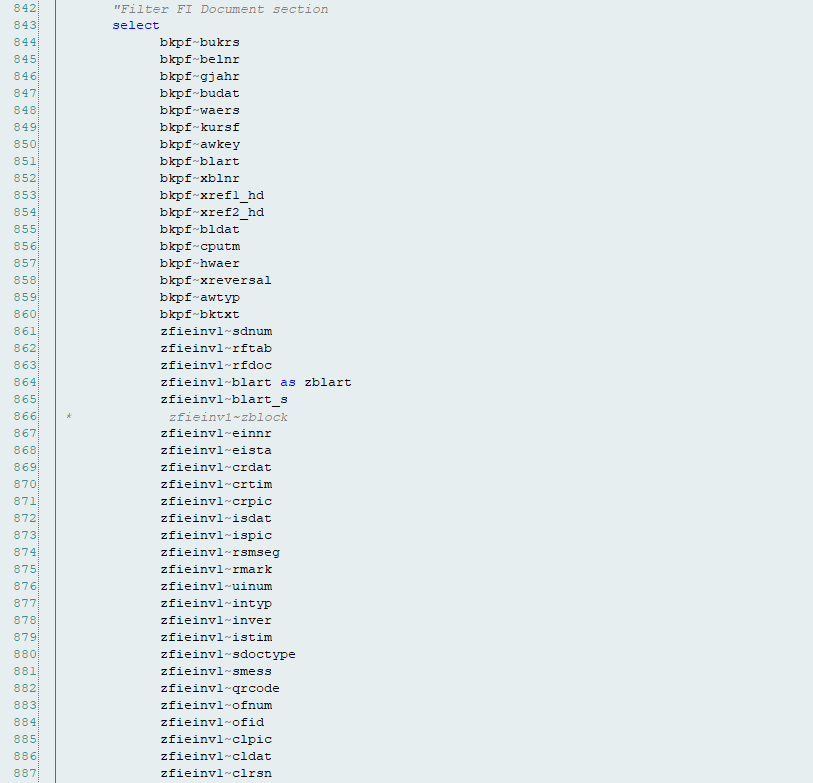 842 "Filter FI Document section
843 select
844 bkpf~bukrs
845 bkpf~belnr
846 bkpf~gjahr
847 bkpf~budat
848 bkpf~waers
849 bkpf~kursf
850 bkpf~awkey
851 bkpf~blart
852 bkpf~xblnr
853 bkpf~xref1_hd
854 bkpf~xref2_hd
855 bkpf~bldat
856 bkpf~cputm
857 bkpf~hwaer
858 bkpf~xreversal
859 bkpf~awtyp
860 bkpf~bktxt
861 zfieinv1~sdnum
862 zfieinv1~rftab
863 zfieinv1~rfdoc
864 zfieinv1~blart as zblart
865 zfieinv1~blart_s
866 * zfieinv1~zblock
867 zfieinv1~einnr
868 zfieinv1~eista
869 zfieinv1~crdat
870 zfieinv1~crtim
871 zfieinv1~crpic
872 zfieinv1~isdat
873 zfieinv1~ispic
874 zfieinv1~rsmseg
875 zfieinv1~rmark
876 zfieinv1~uinum
877 zfieinv1~intyp
878 zfieinv1~inver
879 zfieinv1~istim
880 zfieinv1~sdoctype
881 zfieinv1~smess
882 zfieinv1~qrcode
883 zfieinv1~ofnum
884 zfieinv1~ofid
885 zfieinv1~clpic
886 zfieinv1~cldat
887 zfieinv1~clrsn